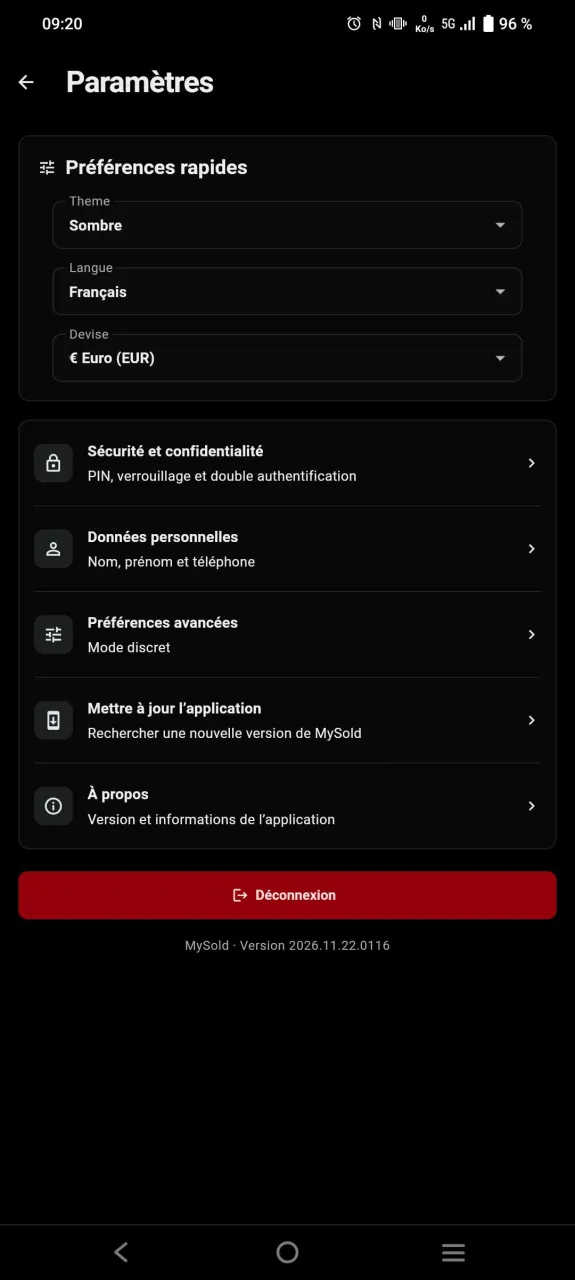 09:20
0
Ko/s
5G
96 %
Paramètres
Préférences rapides
Theme
Sombre
Langue
Français
Devise
€ Euro (EUR)
Sécurité et confidentialité
PIN, verrouillage et double authentification
Données personnelles
Nom, prénom et téléphone
Préférences avancées
Mode discret
Mettre à jour l’application
Rechercher une nouvelle version de MySold
À propos
Version et informations de l’application
Déconnexion
MySold · Version 2026.11.22.0116